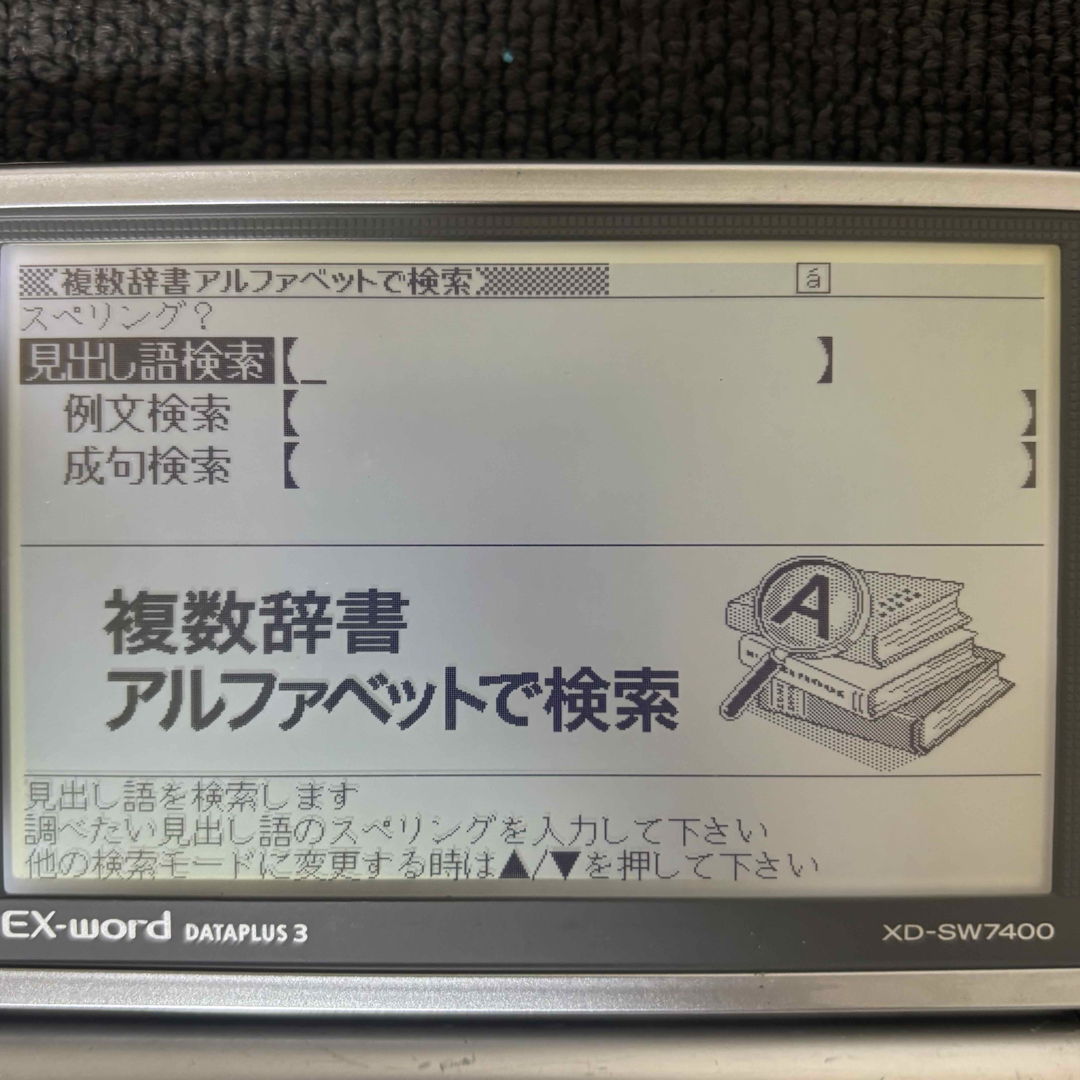 複数辞書アルファベットで検索
á
スペリング?
見出し語検索【_】
例文検索【】
成句検索【】
A
複数辞書
アルファベットで検索
見出し語を検索します
調べたい見出し語のスペリングを入力して下さい
他の検索モードに変更する時は▲/▼を押して下さい
EX-word DATAPLUS 3
XD-SW7400